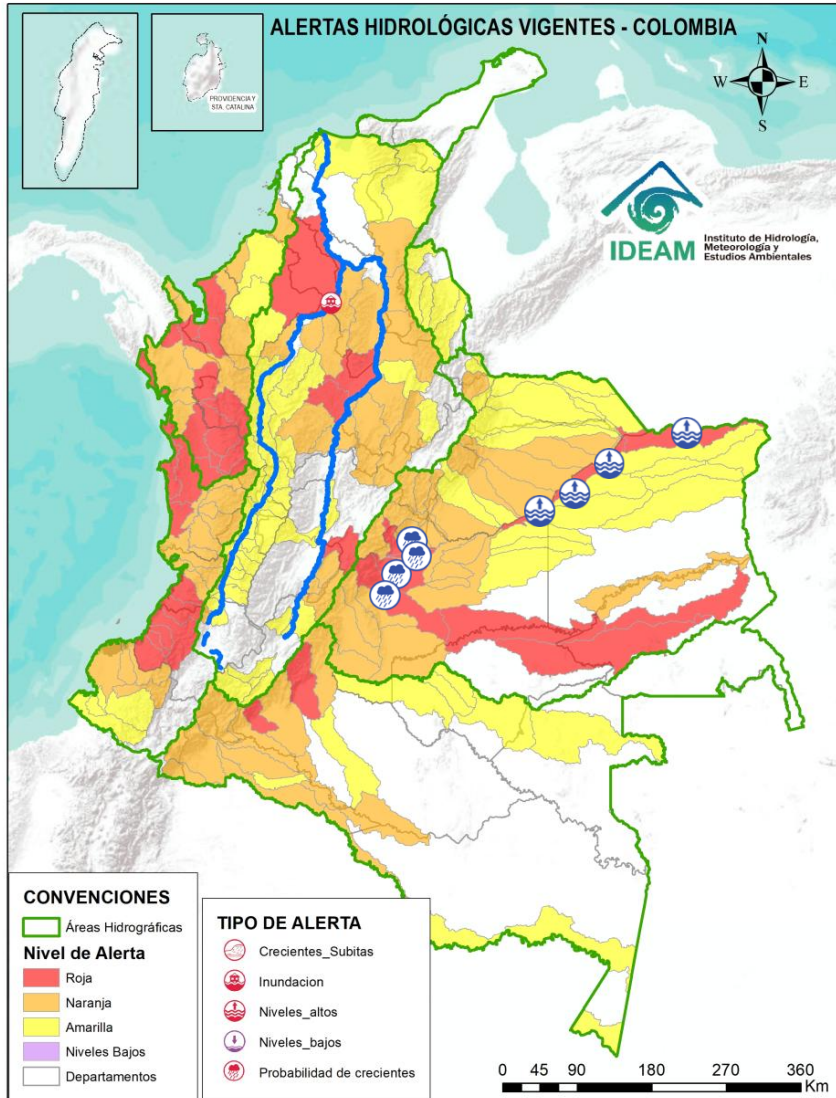 ALERTAS HIDROLÓGICAS VIGENTES - COLOMBIA
PROVIDENCIA Y
STA. CATALINA
N
W
E
S
IDEAM
Instituto de Hidrología,
Meteorología y
Estudios Ambientales
CONVENCIONES
Áreas Hidrográficas
Nivel de Alerta
Roja
Naranja
Amarilla
Niveles Bajos
Departamentos
TIPO DE ALERTA
Crecientes_Subitas
Inundacion
Niveles_altos
Niveles_bajos
Probabilidad de crecientes
0 45 90 180 270 360
Km